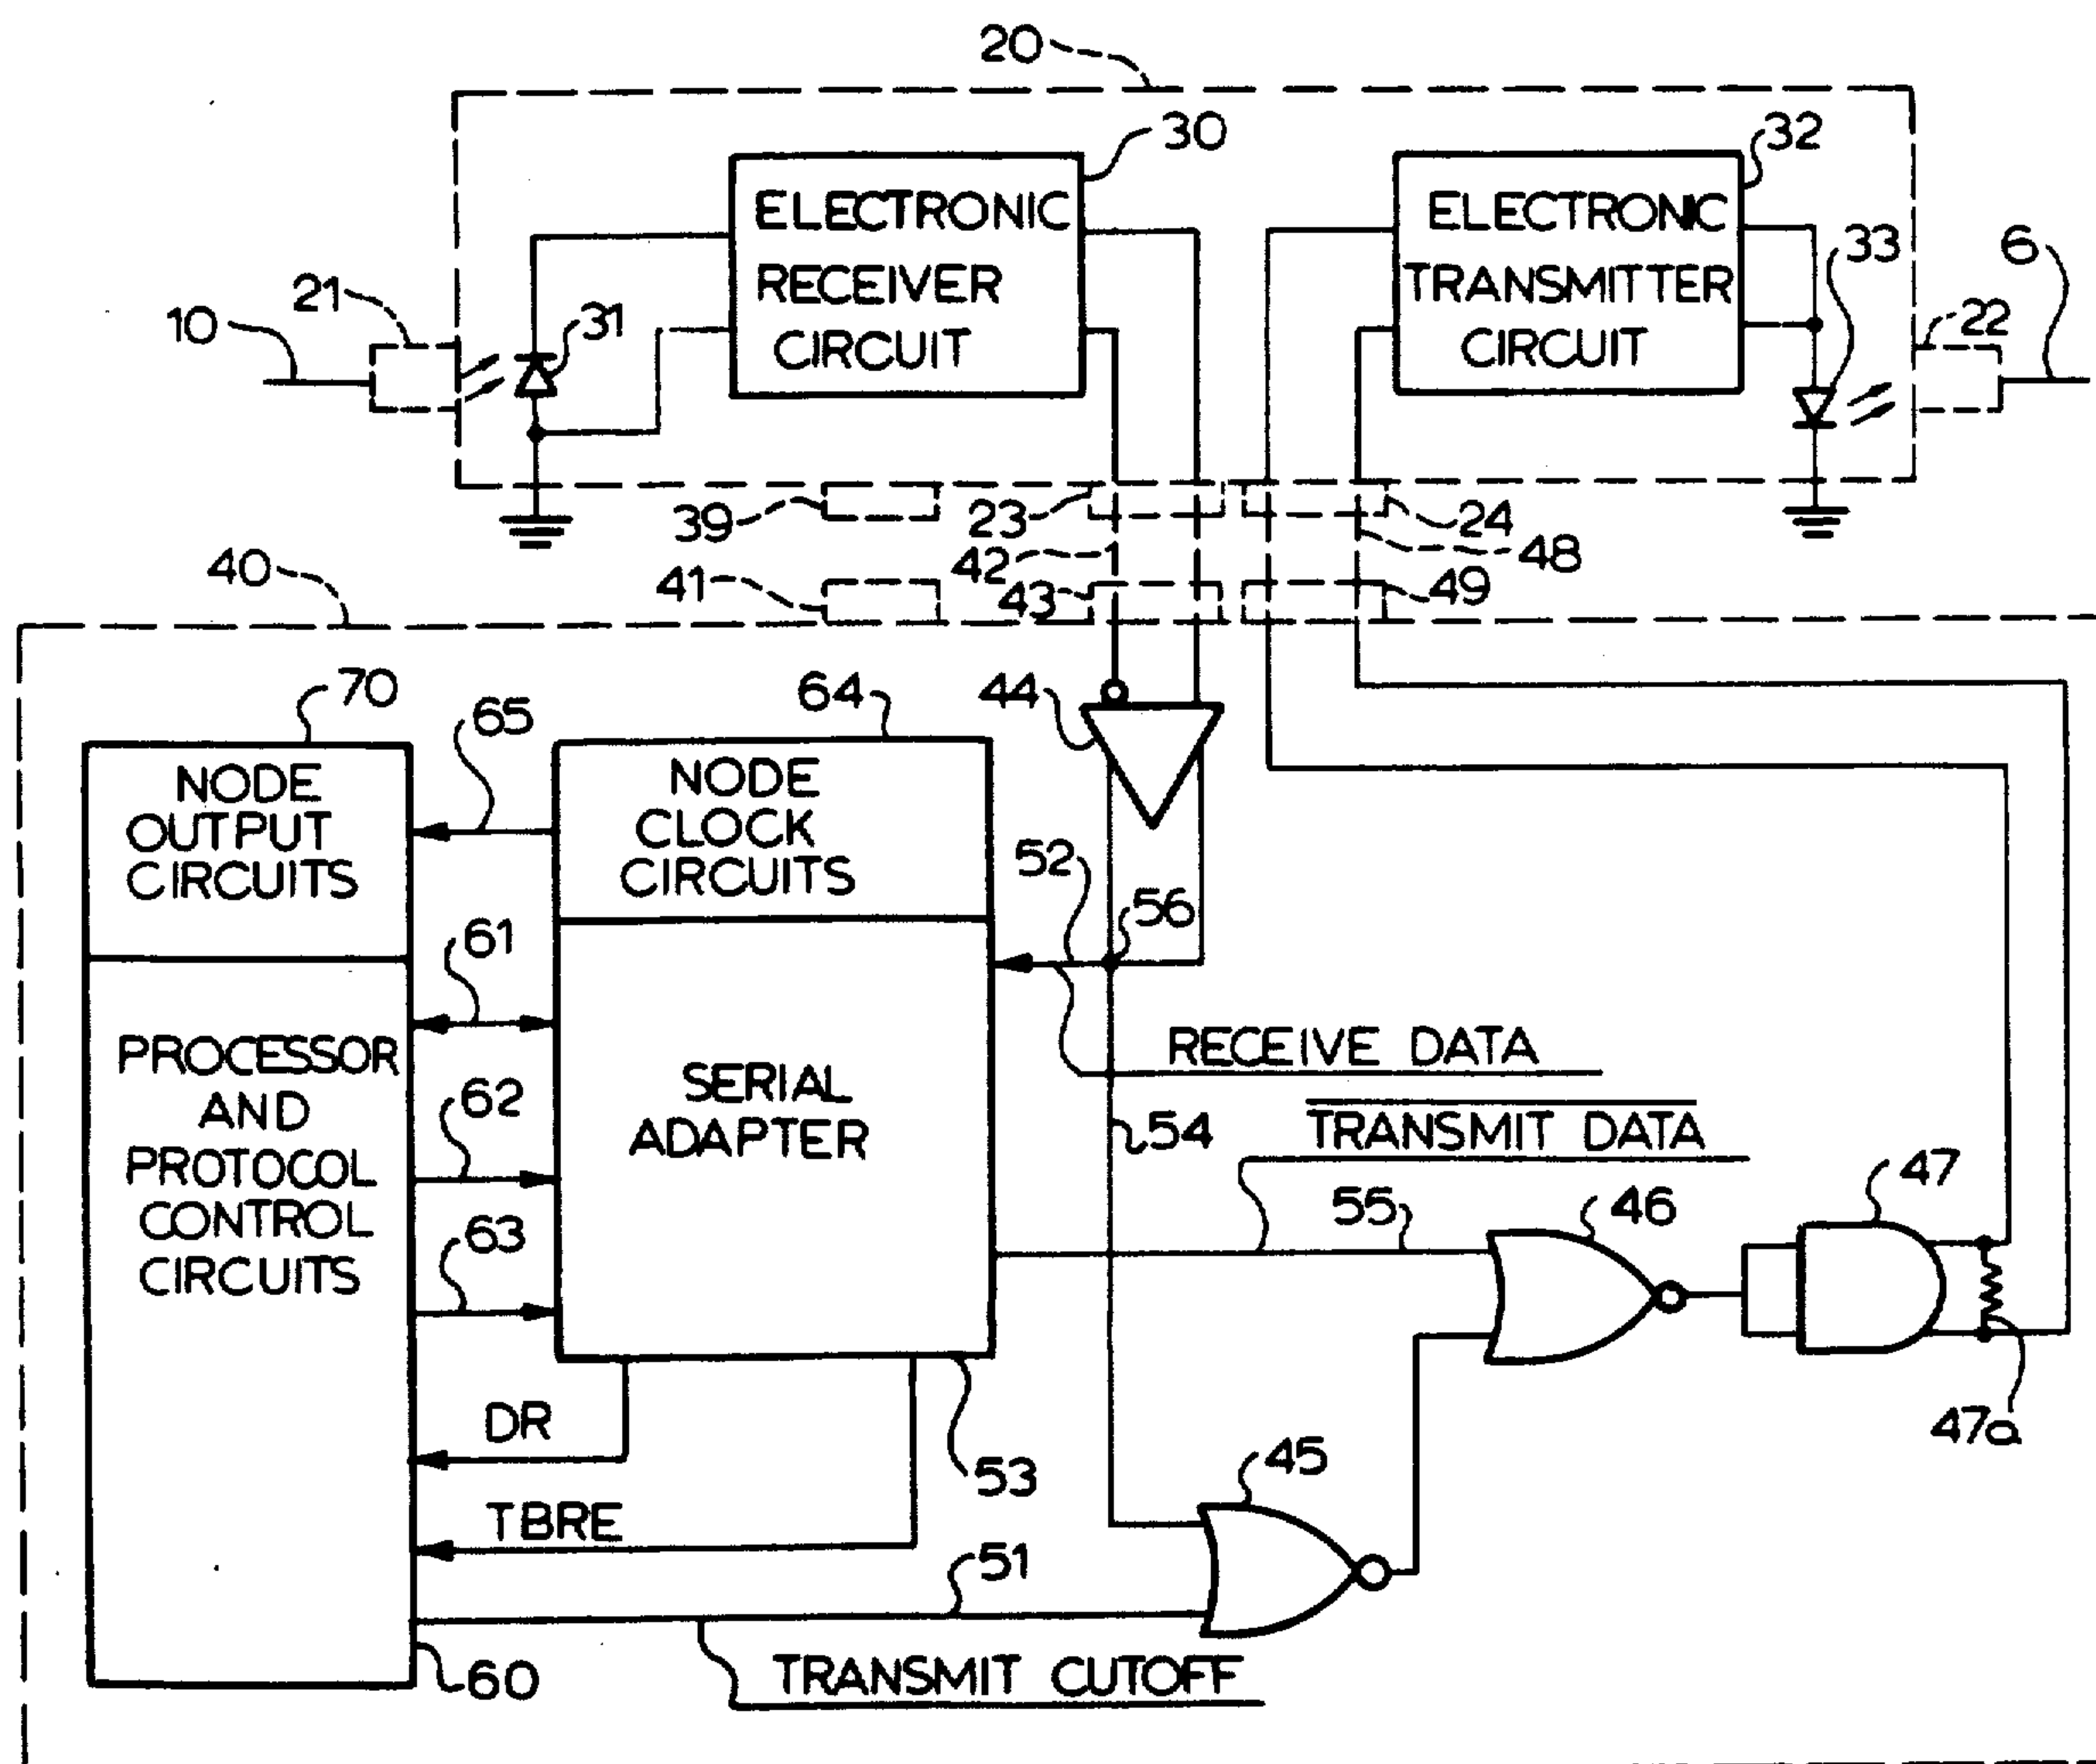 20
30
32
ELECTRONIC
RECEIVER
CIRCUIT
ELECTRONIC
TRANSMITTER
CIRCUIT
33
6
21
10
31
22
39
23
24
42
48
40
41
43
49
70
65
64
44
NODE
OUTPUT
CIRCUITS
NODE
CLOCK
CIRCUITS
52
56
61
PROCESSOR
AND
PROTOCOL
CONTROL
CIRCUITS
SERIAL
ADAPTER
RECEIVE DATA
62
54
TRANSMIT DATA
63
55
46
47
47a
DR
53
45
TBRE
51
60
TRANSMIT CUTOFF